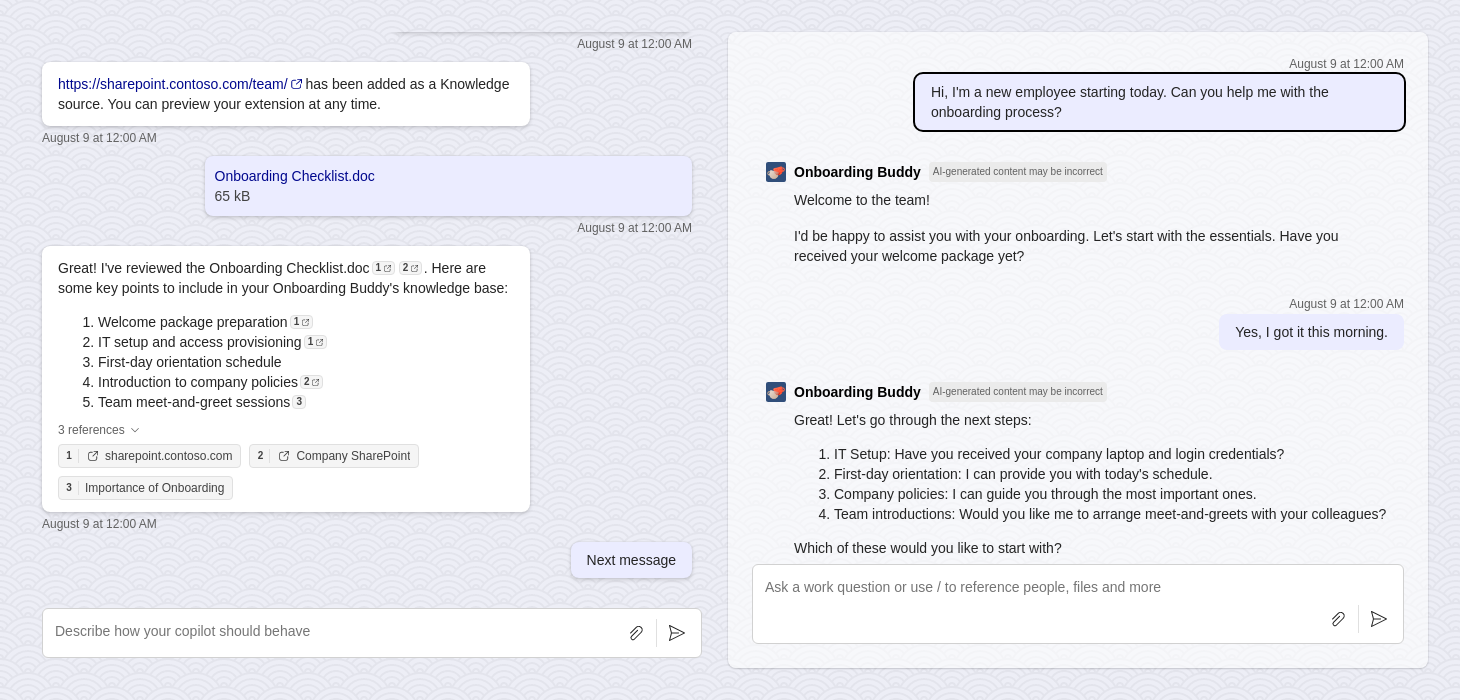 August 9 at 12:00 AM
https://sharepoint.contoso.com/team/ has been added as a Knowledge
source. You can preview your extension at any time.
August 9 at 12:00 AM
Onboarding Checklist.doc
65 kB
August 9 at 12:00 AM
Great! I've reviewed the Onboarding Checklist.doc 1 2 . Here are
some key points to include in your Onboarding Buddy's knowledge base:
1. Welcome package preparation 1
2. IT setup and access provisioning 1
3. First-day orientation schedule
4. Introduction to company policies 2
5. Team meet-and-greet sessions 3
3 references
1 sharepoint.contoso.com 2 Company SharePoint
3 Importance of Onboarding
August 9 at 12:00 AM
Next message
Describe how your copilot should behave
August 9 at 12:00 AM
Hi, I'm a new employee starting today. Can you help me with the
onboarding process?
Onboarding Buddy AI-generated content may be incorrect
Welcome to the team!
I'd be happy to assist you with your onboarding. Let's start with the essentials. Have you
received your welcome package yet?
August 9 at 12:00 AM
Yes, I got it this morning.
Onboarding Buddy AI-generated content may be incorrect
Great! Let's go through the next steps:
1. IT Setup: Have you received your company laptop and login credentials?
2. First-day orientation: I can provide you with today's schedule.
3. Company policies: I can guide you through the most important ones.
4. Team introductions: Would you like me to arrange meet-and-greets with your colleagues?
Which of these would you like to start with?
Ask a work question or use / to reference people, files and more